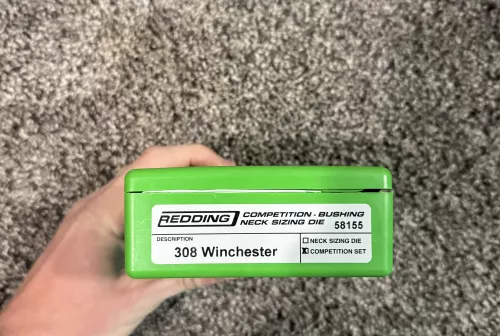 REDDING COMPETITION - BUSHING
NECK SIZING DIE 58155
DESCRIPTION
308 Winchester
NECK SIZING DIE
COMPETITION SET